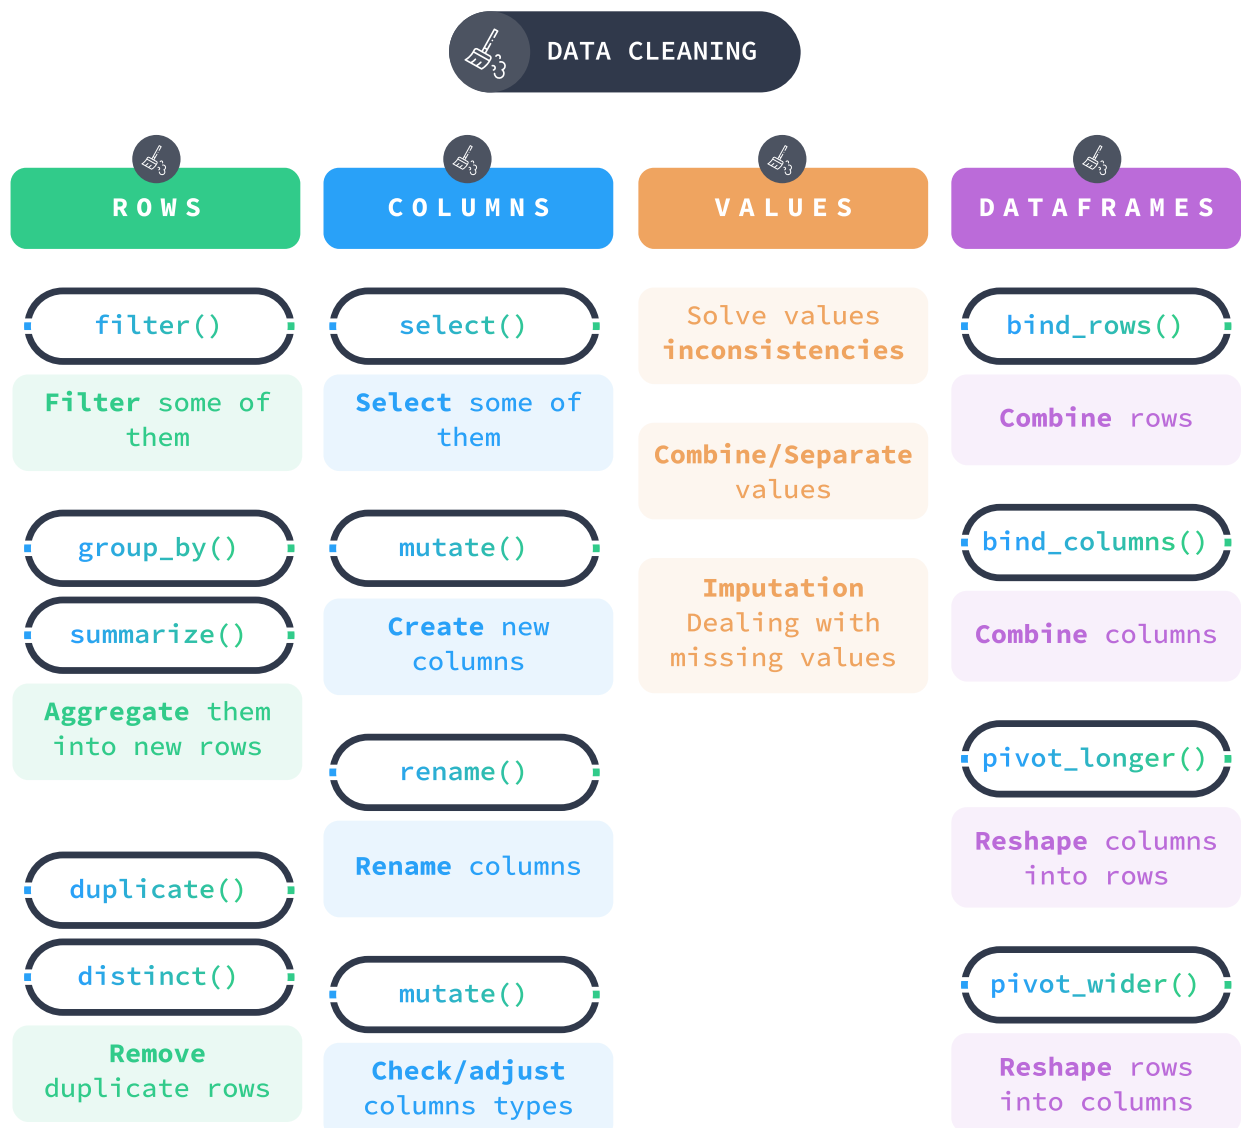 DATA CLEANING
ROWS
filter()
Filter some of
them
group_by()
summarize()
Aggregate them
into new rows
duplicate()
distinct()
Remove
duplicate rows
COLUMNS
select()
Select some of
them
mutate()
Create new
columns
rename()
Rename columns
mutate()
Check/adjust
columns types
VALUES
Solve values
inconsistencies
Combine/Separate
values
Imputation
Dealing with
missing values
DATAFRAMES
bind_rows()
Combine rows
bind_columns()
Combine columns
pivot_longer()
Reshape columns
into rows
pivot_wider()
Reshape rows
into columns